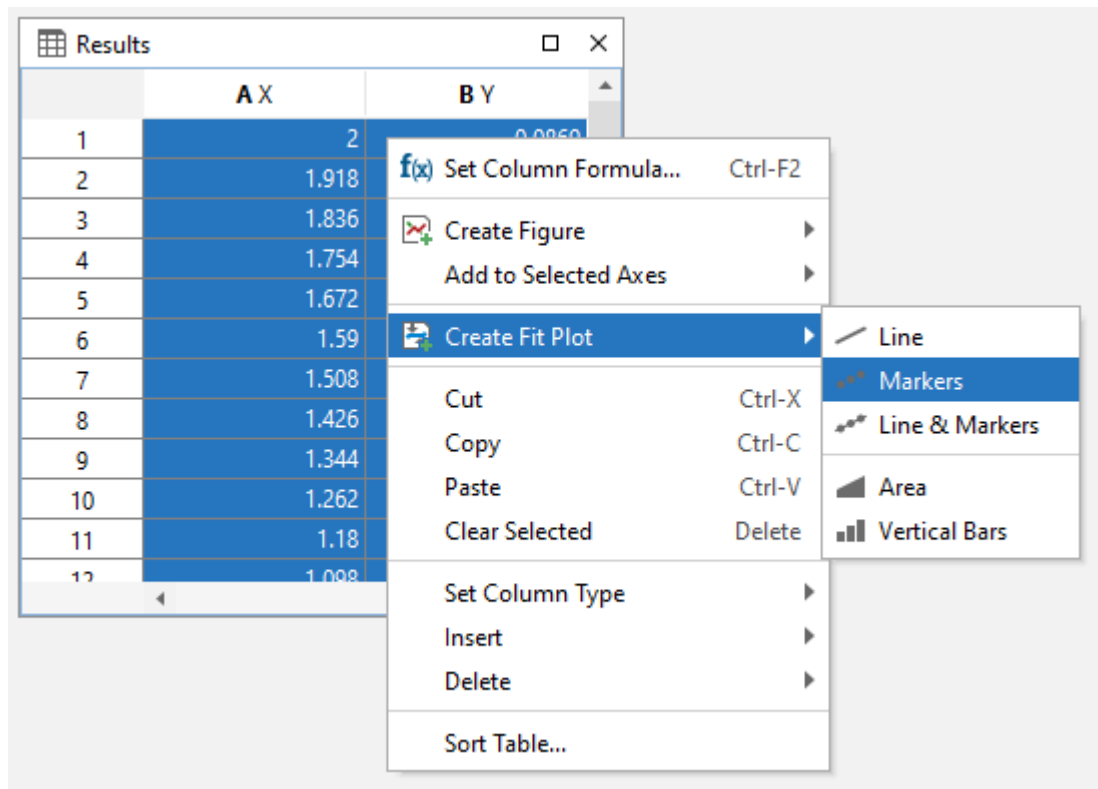 Results
A X B Y
1 2
2 1.918
3 1.836
4 1.754
5 1.672
6 1.59
7 1.508
8 1.426
9 1.344
10 1.262
11 1.18
12 1.098
f(x) Set Column Formula... Ctrl-F2
Create Figure
Add to Selected Axes
Create Fit Plot
Cut Ctrl-X
Copy Ctrl-C
Paste Ctrl-V
Clear Selected Delete
Set Column Type
Insert
Delete
Sort Table...
Line
Markers
Line & Markers
Area
Vertical Bars